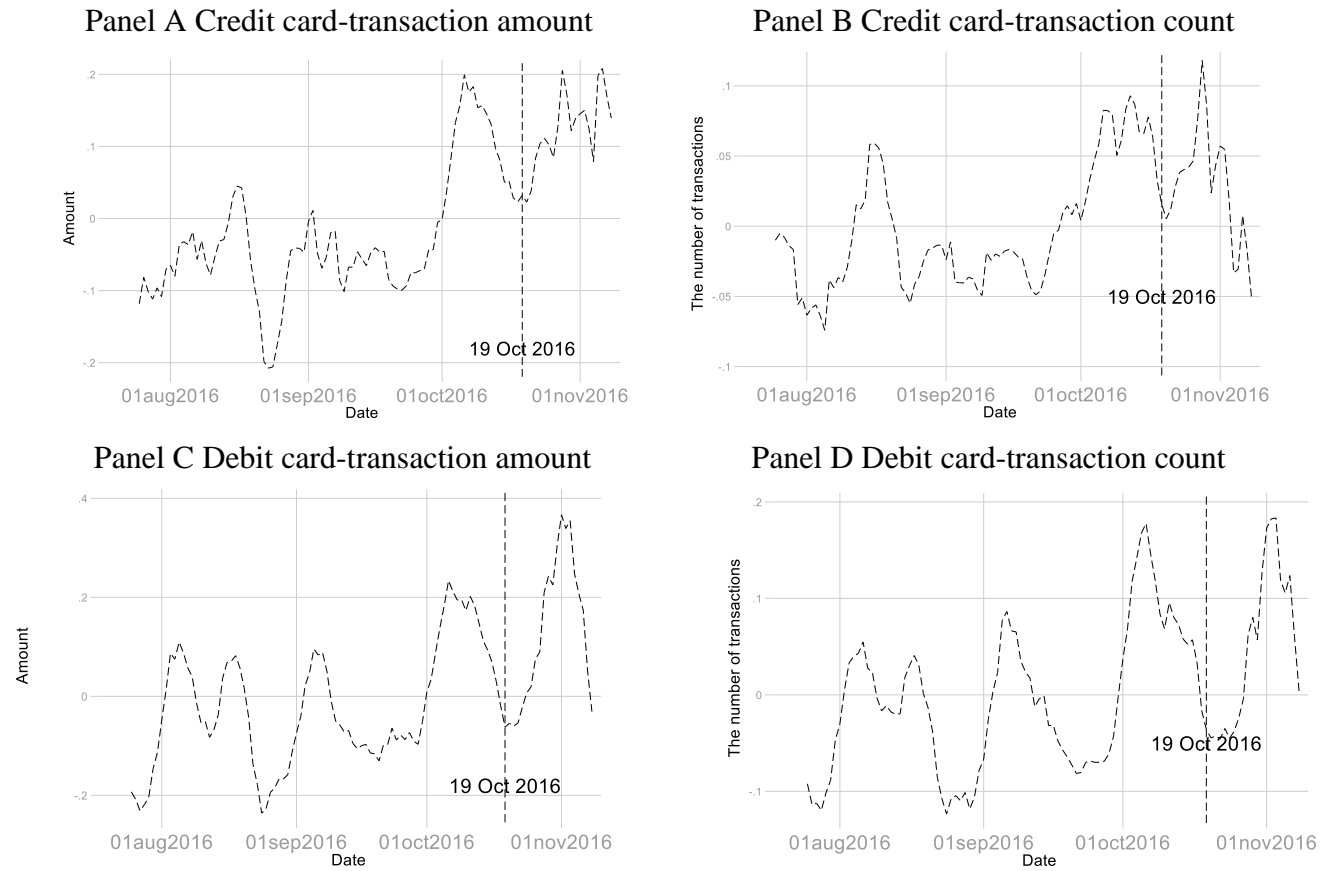 Panel A Credit card-transaction amount
Amount
.2
.1
0
-.1
-.2
19 Oct 2016
01aug2016 01sep2016 01oct2016 01nov2016
Date
Panel B Credit card-transaction count
The number of transactions
.1
.05
0
-.05
-.1
19 Oct 2016
01aug2016 01sep2016 01oct2016 01nov2016
Date
Panel C Debit card-transaction amount
Amount
.4
.2
0
-.2
19 Oct 2016
01aug2016 01sep2016 01oct2016 01nov2016
Date
Panel D Debit card-transaction count
The number of transactions
.2
.1
0
-.1
19 Oct 2016
01aug2016 01sep2016 01oct2016 01nov2016
Date